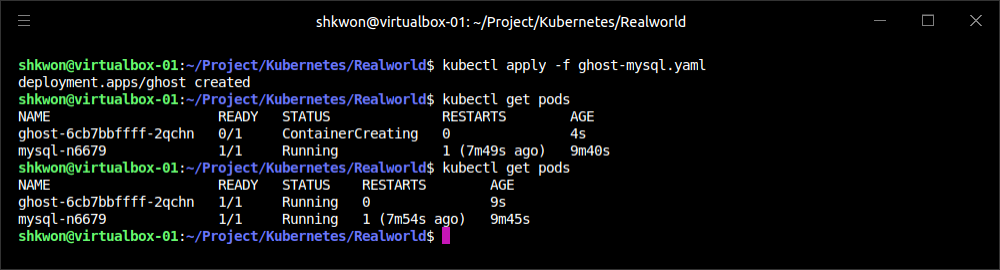 shkwon@virtualbox-01: ~/Project/Kubernetes/Realworld
shkwon@virtualbox-01:~/Project/Kubernetes/Realworld$ kubectl apply -f ghost-mysql.yaml
deployment.apps/ghost created
shkwon@virtualbox-01:~/Project/Kubernetes/Realworld$ kubectl get pods
NAME                     READY   STATUS              RESTARTS        AGE
ghost-6cb7bbffff-2qchn   0/1     ContainerCreating   0               4s
mysql-n6679              1/1     Running             1 (7m49s ago)   9m40s
shkwon@virtualbox-01:~/Project/Kubernetes/Realworld$ kubectl get pods
NAME                     READY   STATUS    RESTARTS        AGE
ghost-6cb7bbffff-2qchn   1/1     Running   0               9s
mysql-n6679              1/1     Running   1 (7m54s ago)   9m45s
shkwon@virtualbox-01:~/Project/Kubernetes/Realworld$